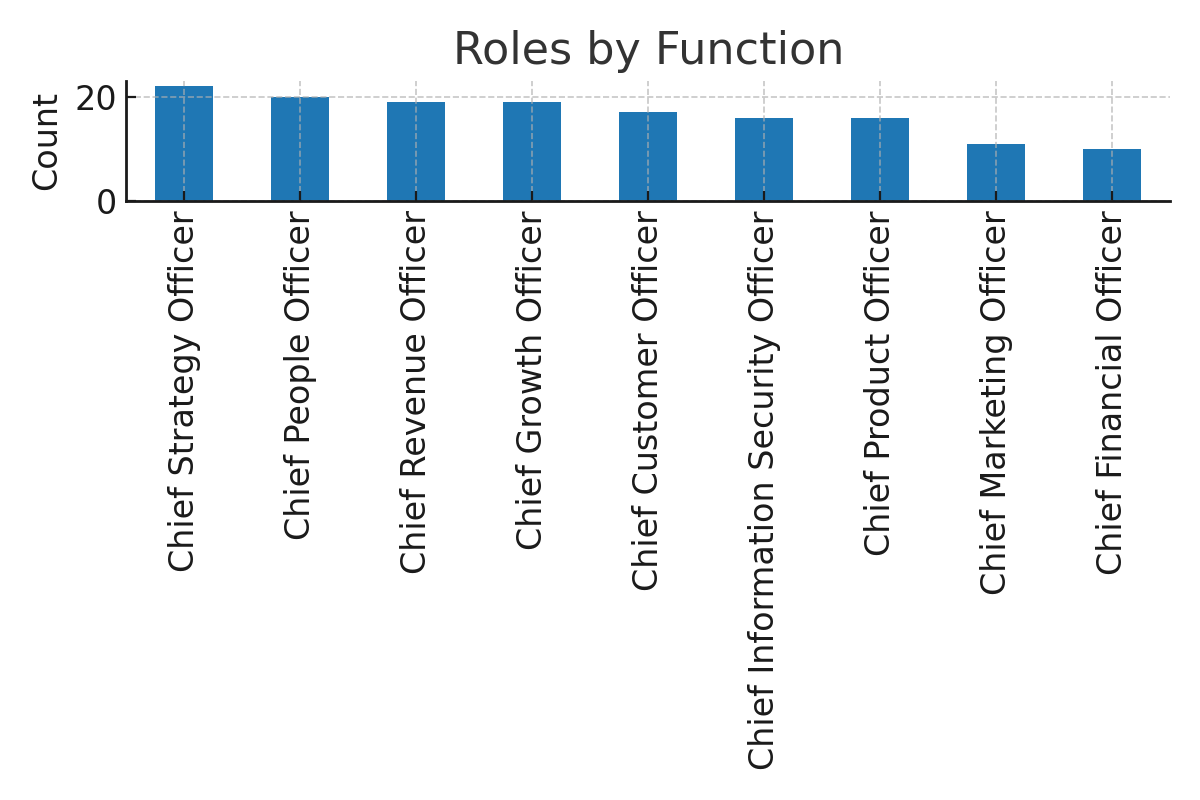 Roles by Function
Count
20
0
Chief Strategy Officer
Chief People Officer
Chief Revenue Officer
Chief Growth Officer
Chief Customer Officer
Chief Information Security Officer
Chief Product Officer
Chief Marketing Officer
Chief Financial Officer